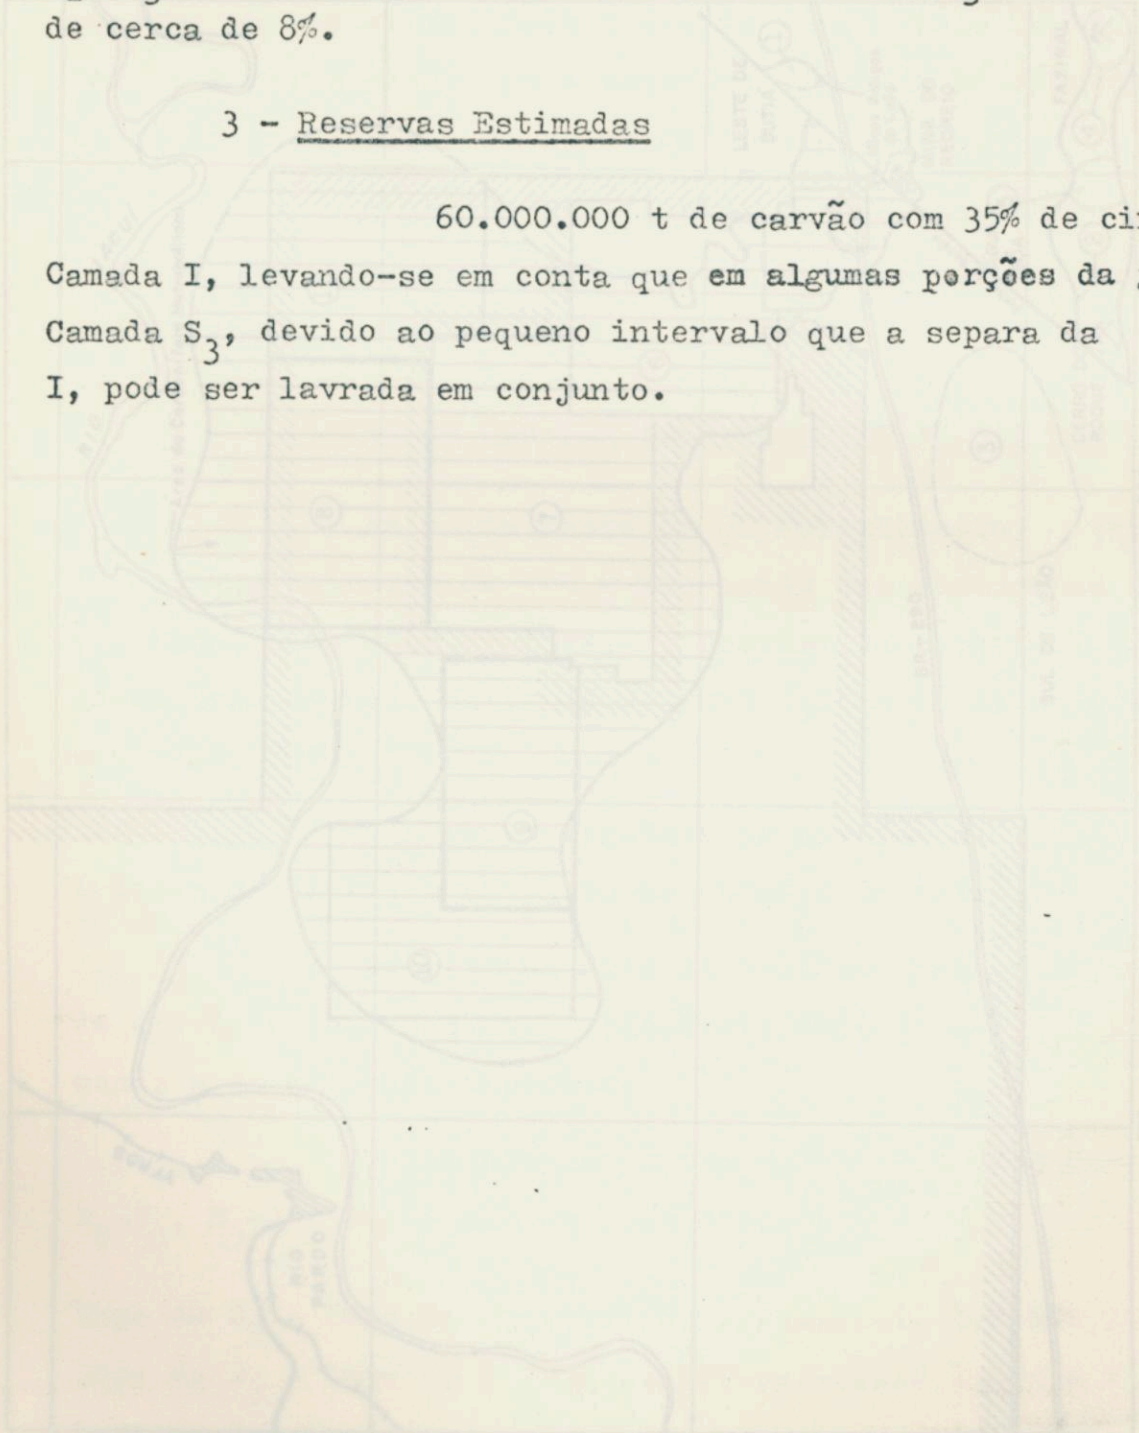 de cerca de 8%.
3 - Reservas Estimadas
60.000.000 t de carvão com 35% de
Camada I, levando-se em conta que em algumas porções da
Camada S3, devido ao pequeno intervalo que a separa da
I, pode ser lavrada em conjunto.
RIO
PARDO